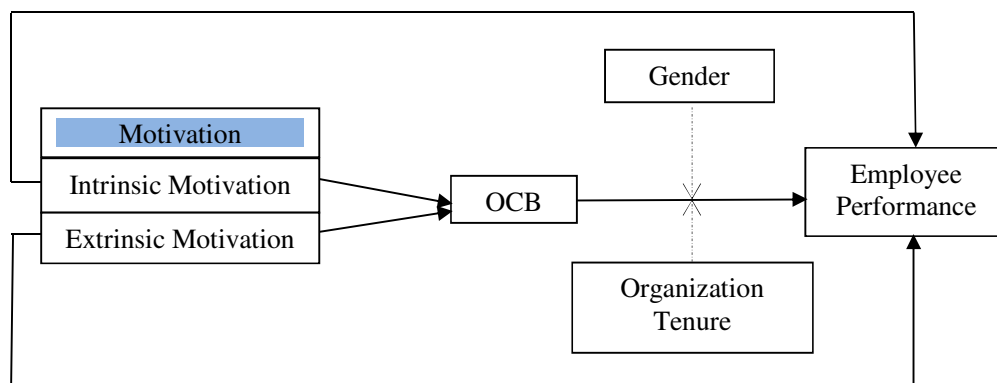 Gender
Motivation
Intrinsic Motivation
Extrinsic Motivation
OCB
Employee
Performance
Organization
Tenure